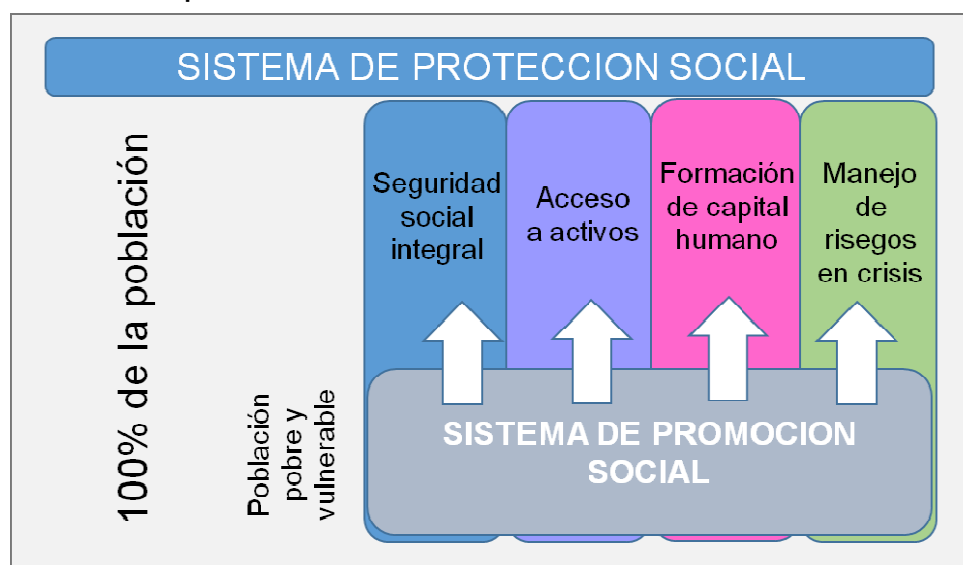 SISTEMA DE PROTECCION SOCIAL
100% de la población
Población
pobre y
vulnerable
Seguridad
social
integral
Acceso
a activos
Formación
de capital
humano
Manejo
de
risegos
en crisis
SISTEMA DE PROMOCION
SOCIAL